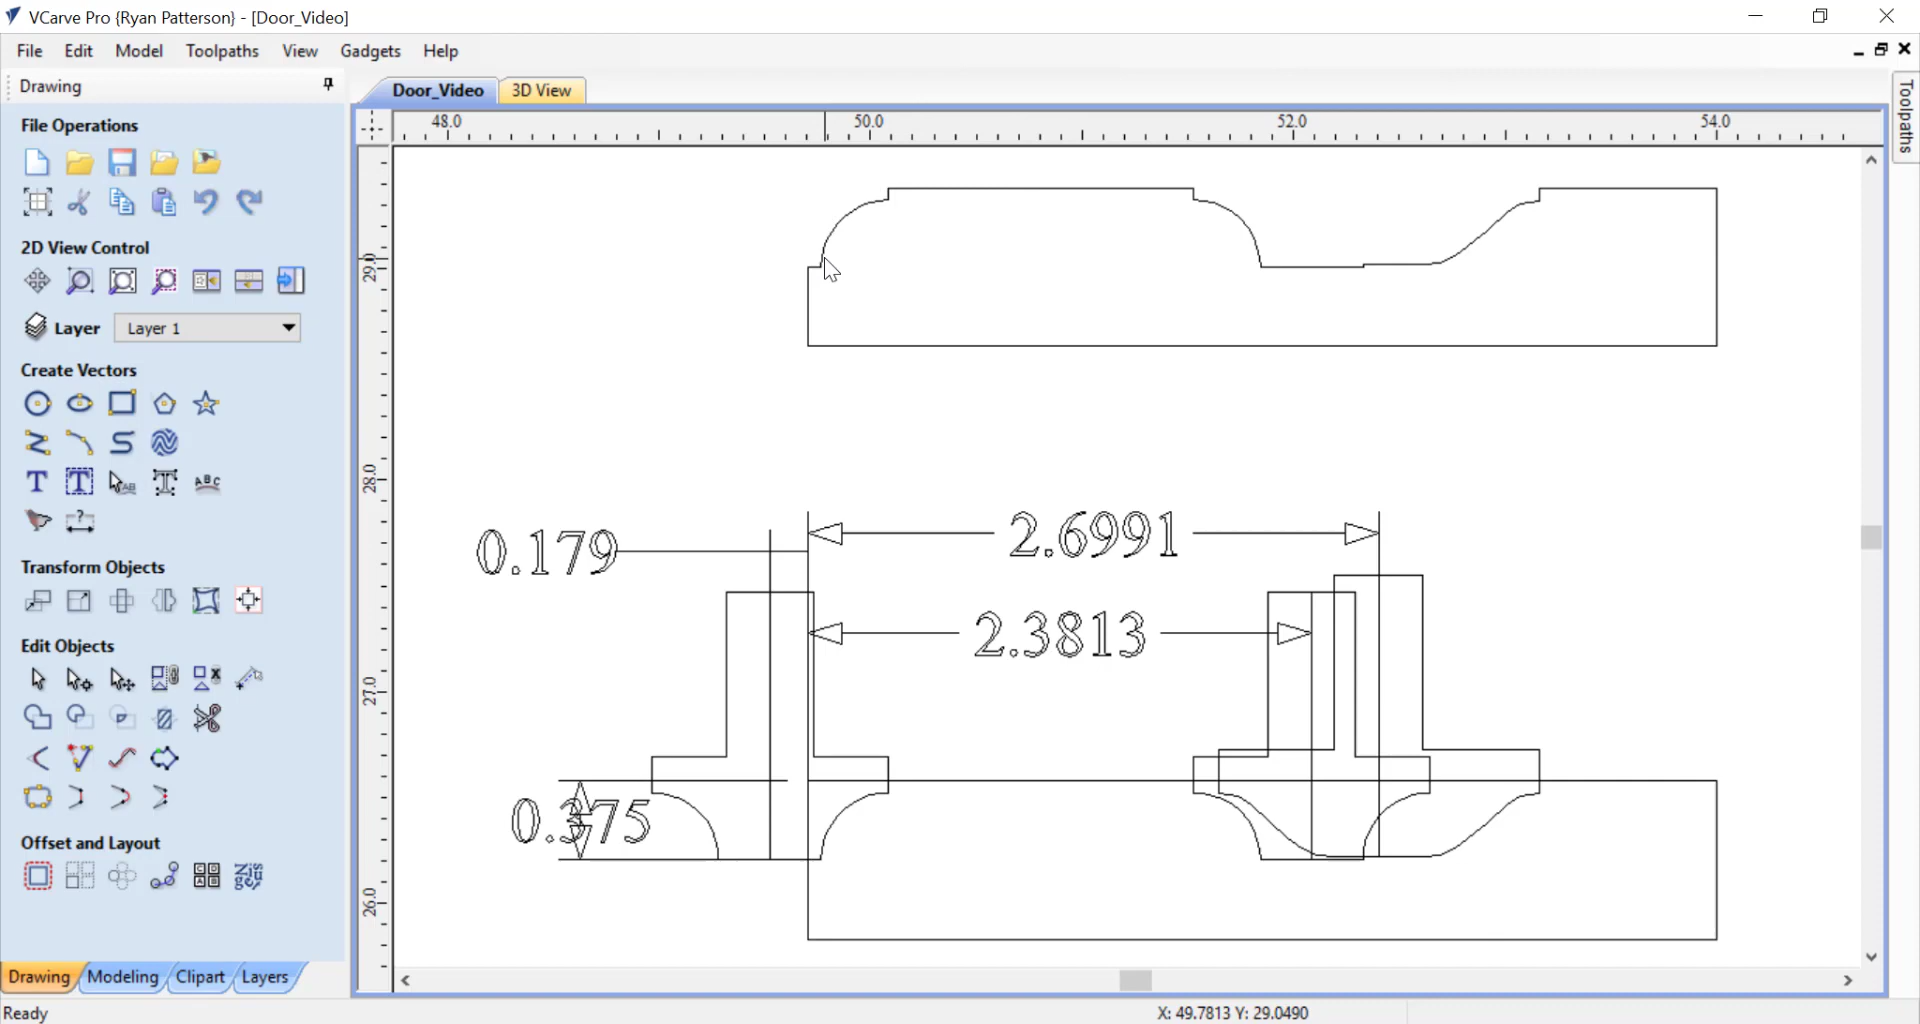 VCarve Pro {Ryan Patterson} - [Door_Video]
File Edit Model Toolpaths View Gadgets Help
Drawing
Door_Video 3D View
Toolpaths
File Operations
48.0 50.0 52.0 54.0
29.0
28.0
27.0
26.0
2D View Control
Layer Layer 1
Create Vectors
Transform Objects
Edit Objects
Offset and Layout
0.179
2.6991
2.3813
0.375
Drawing Modeling Clipart Layers
Ready
X: 49.7813 Y: 29.0490